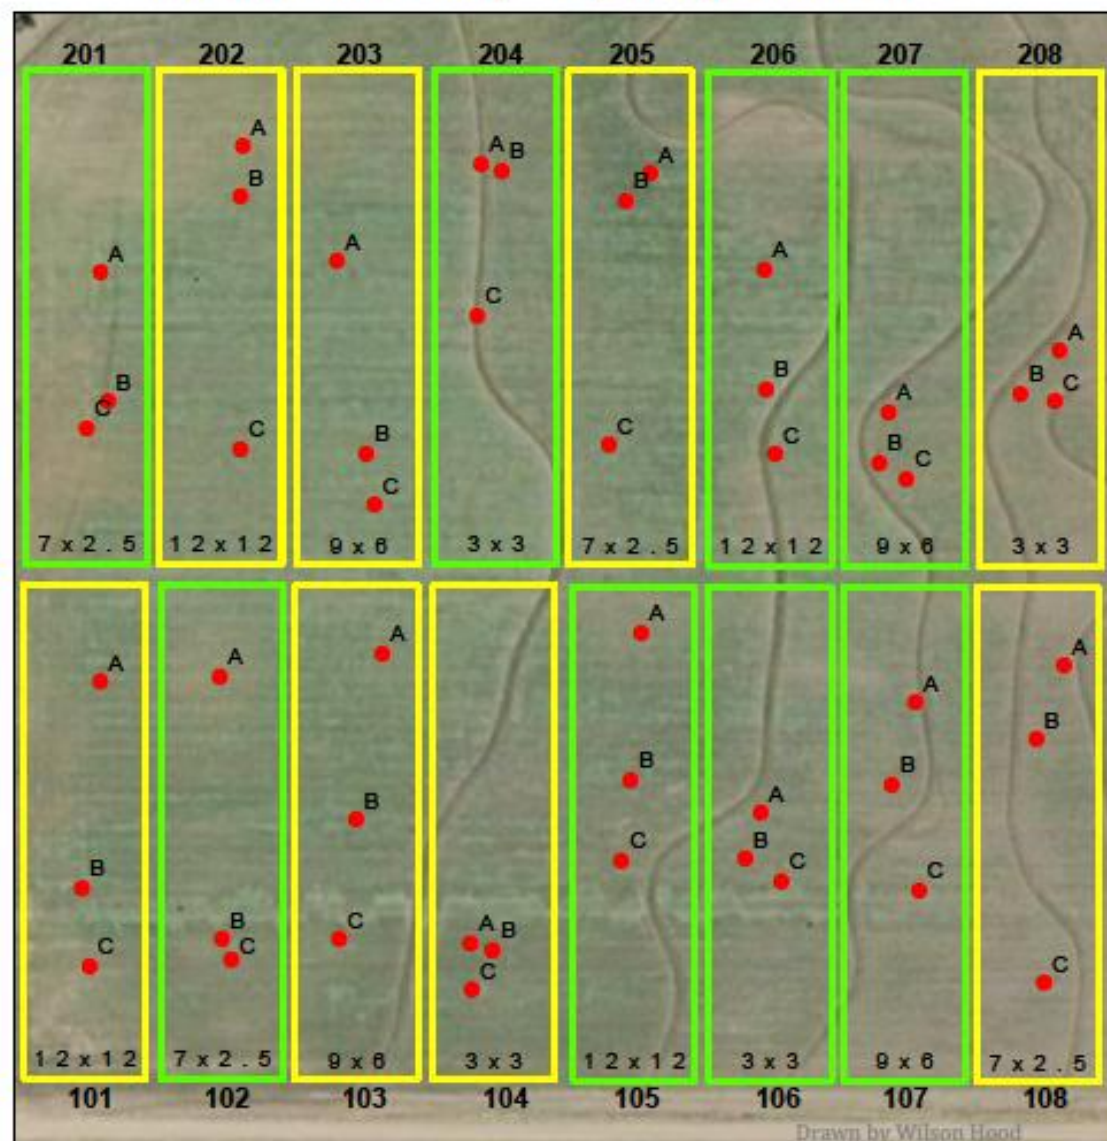 201 202 203 204 205 206 207 208
A A A A B A A A A
B B B B B B
C C C C C C C C
7 x 2 . 5 1 2 x 1 2 9 x 6 3 x 3 7 x 2 . 5 1 2 x 1 2 9 x 6 3 x 3
A A A A B A A A A
B B B B B B B
C C C C C C C C
1 2 x 1 2 7 x 2 . 5 9 x 6 3 x 3 1 2 x 1 2 3 x 3 9 x 6 7 x 2 . 5
101 102 103 104 105 106 107 108
Drawn by Wilson Hood